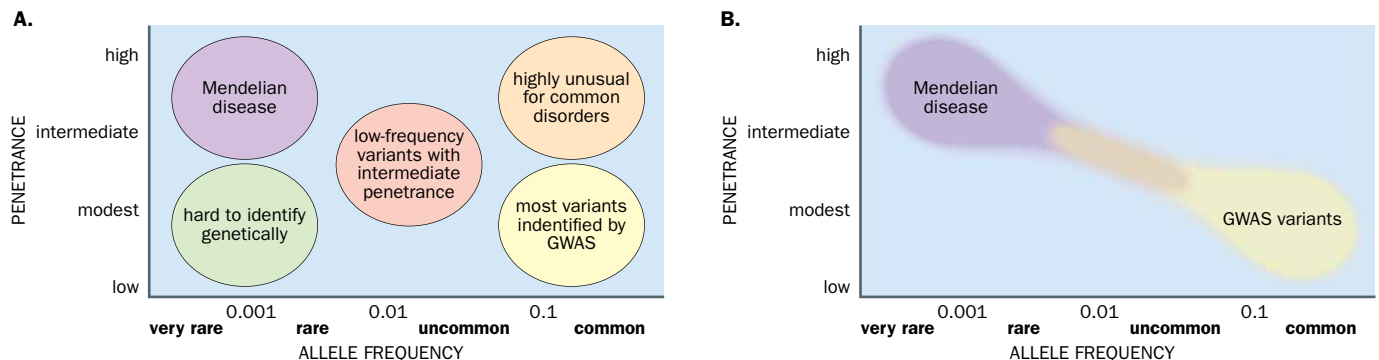 A.
PENETRANCE
high
intermediate
modest
low
Mendelian
disease
hard to identify
genetically
low-frequency
variants with
intermediate
penetrance
highly unusual
for common
disorders
most variants
indentified by
GWAS
0.001
0.01
0.1
very rare
rare
uncommon
common
ALLELE FREQUENCY
B.
PENETRANCE
high
intermediate
modest
low
Mendelian
disease
GWAS variants
0.001
0.01
0.1
very rare
rare
uncommon
common
ALLELE FREQUENCY